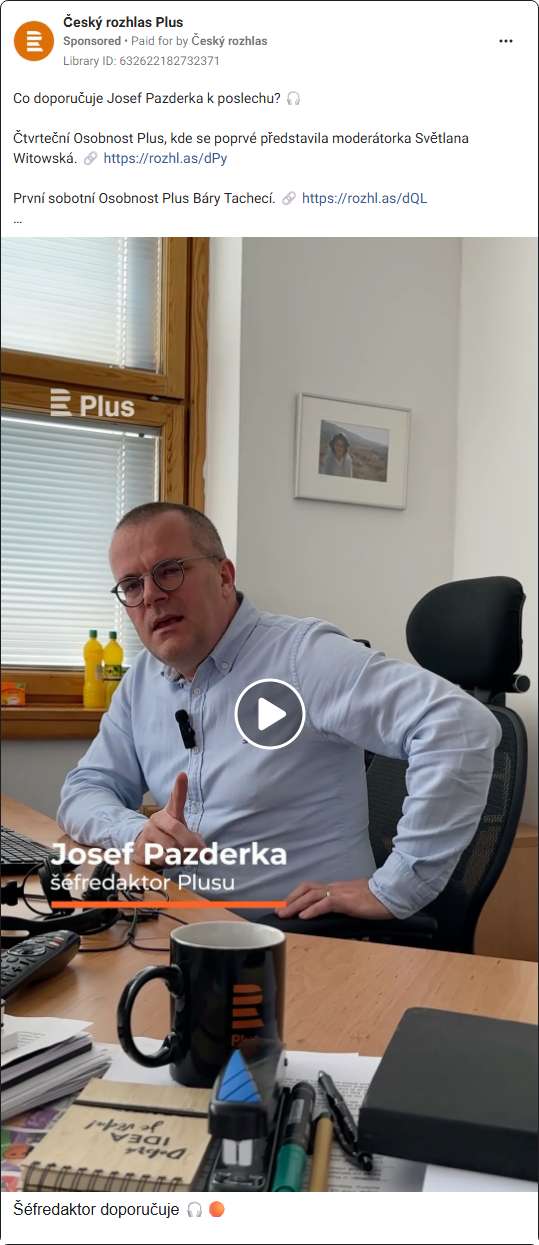 Český rozhlas Plus
Sponsored • Paid for by Český rozhlas
Library ID: 632622182732371
Co doporučuje Josef Pazderka k poslechu? 🎧
Čtvrteční Osobnost Plus, kde se poprvé představila moderátorka Světlana
Witowská. 🔗 https://rozhl.as/dPy
První sobotní Osobnost Plus Báry Tachecí. 🔗 https://rozhl.as/dQL
...
Plus
Josef Pazderka
šéfredaktor Plusu
Plus
Dobrá
IDEA
je věda!
Šéfredaktor doporučuje 🎧 🟠